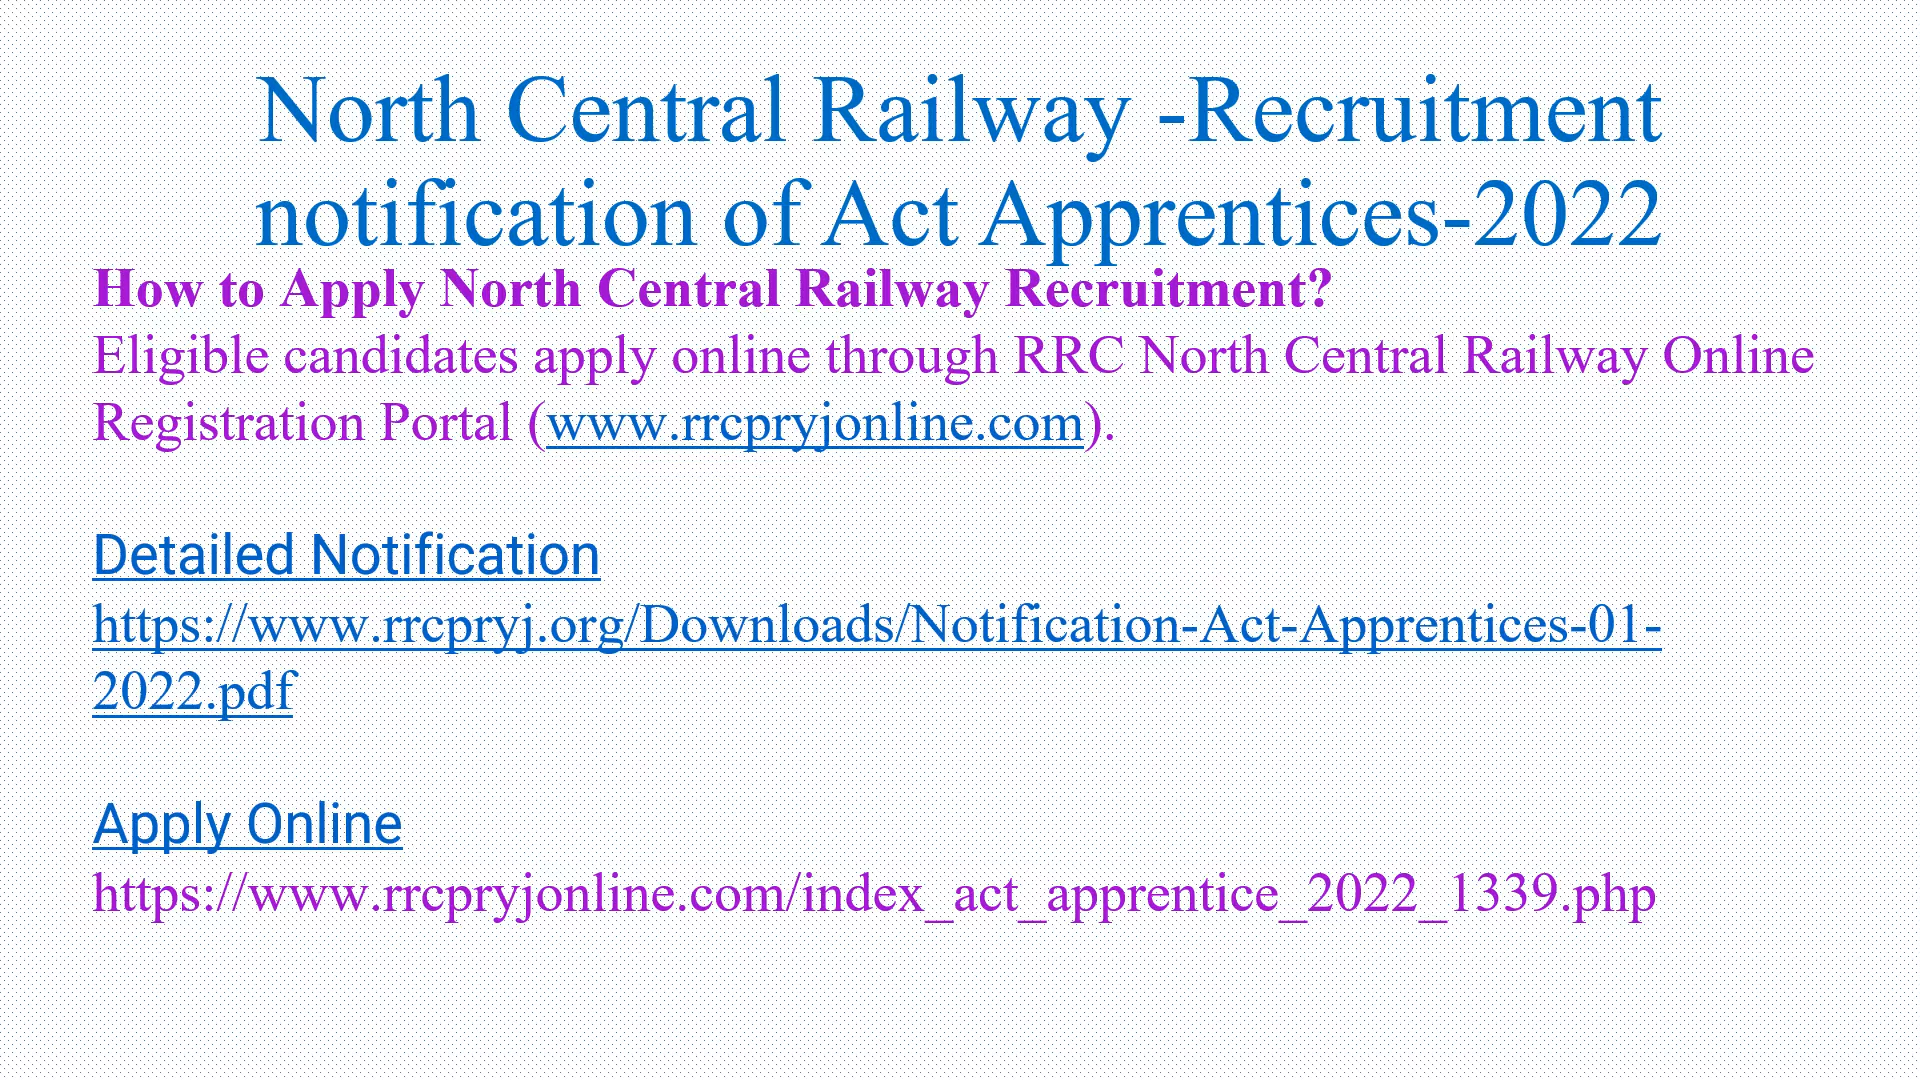 North Central Railway -Recruitment
notification of Act Apprentices-2022
How to Apply North Central Railway Recruitment?
Eligible candidates apply online through RRC North Central Railway Online
Registration Portal (www.rrcpryjonline.com).
Detailed Notification
https://www.rrcpryj.org/Downloads/Notification-Act-Apprentices-01-
2022.pdf
Apply Online
https://www.rrcpryjonline.com/index_act_apprentice_2022_1339.php